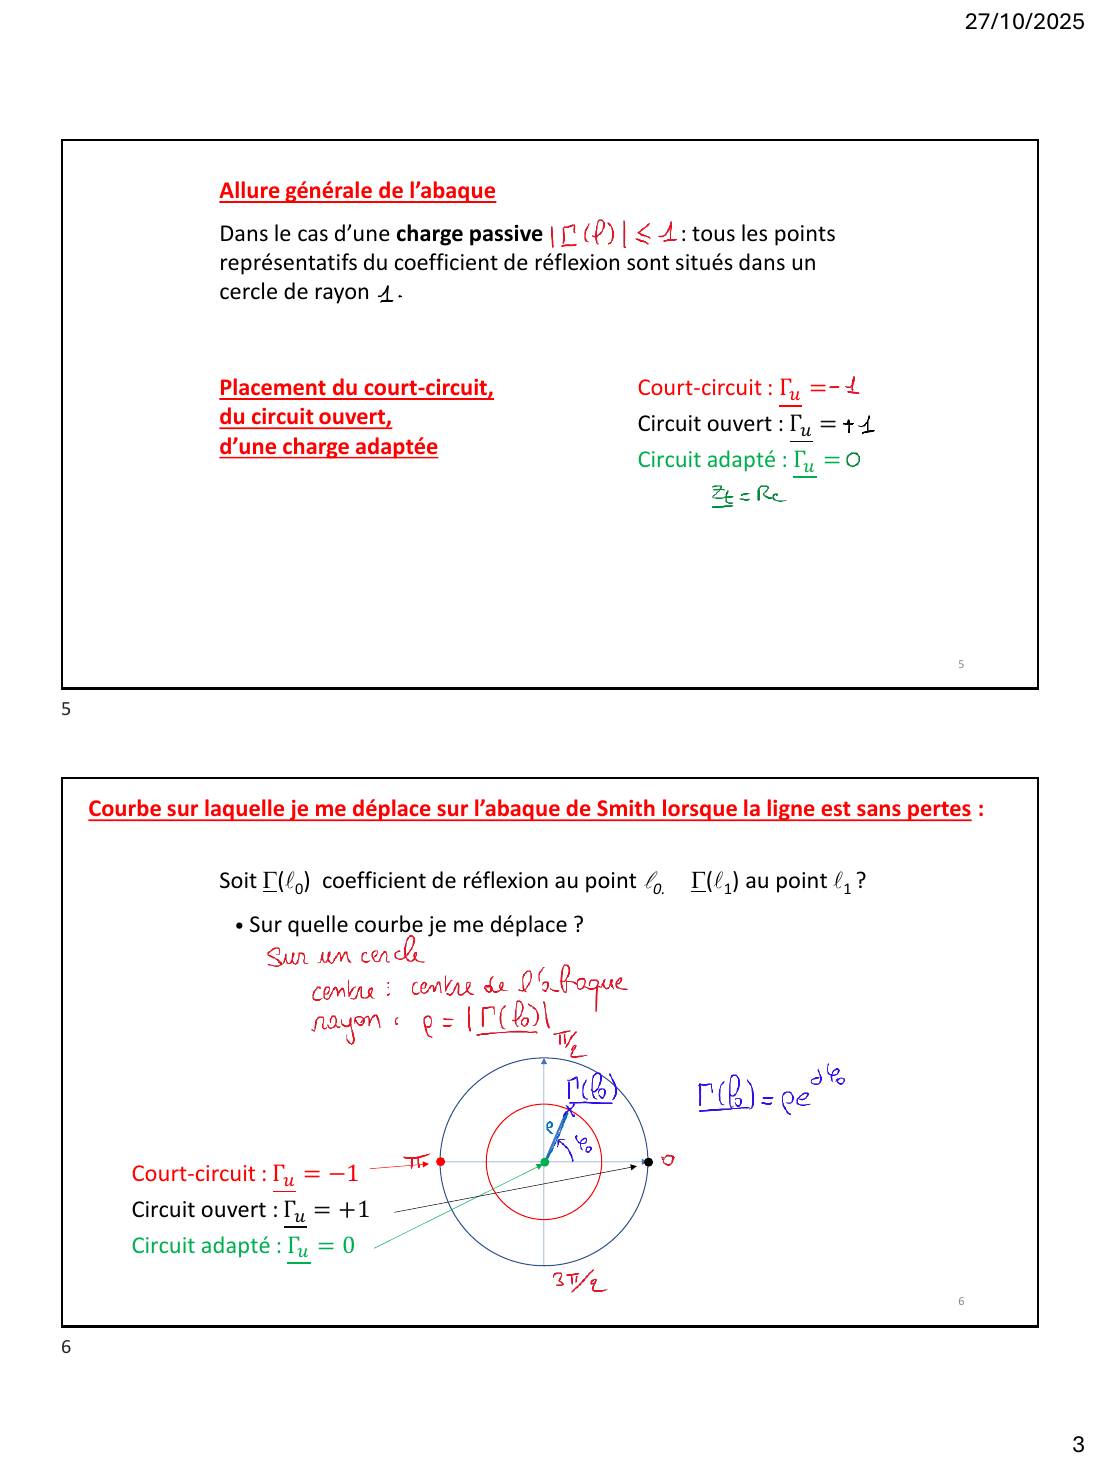 27/10/2025
Allure générale de l'abaque
Dans le cas d'une charge passive |Γ(ℓ)| ≤ 1 : tous les points
représentatifs du coefficient de réflexion sont situés dans un
cercle de rayon 1.
Placement du court-circuit,
du circuit ouvert,
d'une charge adaptée
Court-circuit : Γu = -1
Circuit ouvert : Γu = +1
Circuit adapté : Γu = 0
Zt = Rc
5
5
Courbe sur laquelle je me déplace sur l'abaque de Smith lorsque la ligne est sans pertes :
Soit Γ(ℓ0) coefficient de réflexion au point ℓ0. Γ(ℓ1) au point ℓ1 ?
• Sur quelle courbe je me déplace ?
Sur un cercle
centre : centre de l'abaque
rayon : ρ = |Γ(ℓ0)|
π/2
Γ(ℓ0)
Γ(ℓ0) = ρe^jφ0
ρ
φ0
π
0
Court-circuit : Γu = −1
Circuit ouvert : Γu = +1
Circuit adapté : Γu = 0
3π/2
6
6
3